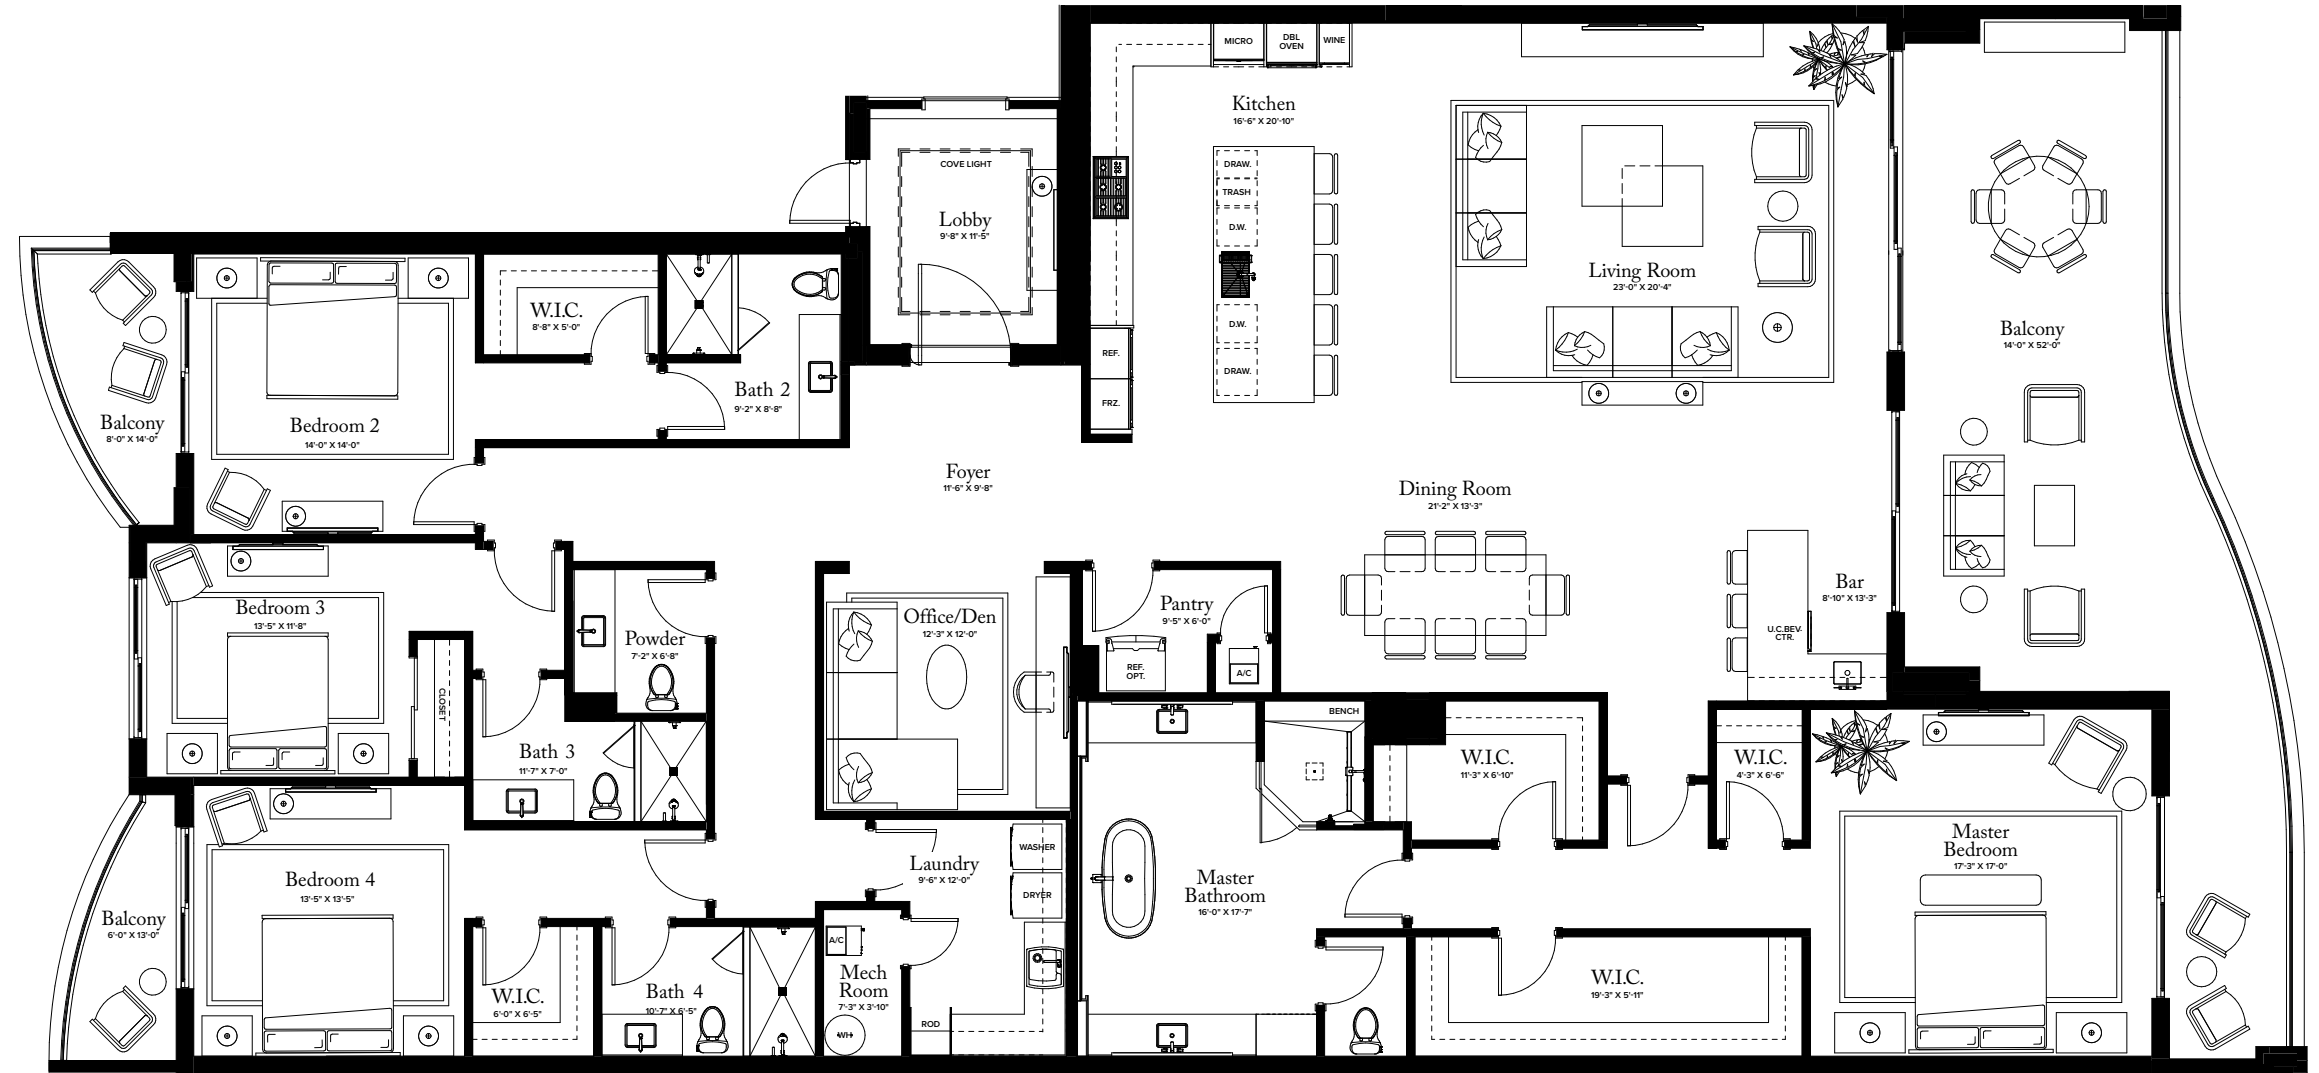 MICRO
DBL
OVEN
WINE
Kitchen
16'-6" X 20'-10"
COVE LIGHT
Lobby
9'-8" X 11'-5"
DRAW.
TRASH
D.W.
D.W.
DRAW.
REF.
FRZ.
Living Room
23'-0" X 20'-4"
Balcony
14'-0" X 52'-0"
W.I.C.
8'-8" X 5'-0"
Bath 2
9'-2" X 8'-8"
Balcony
8'-0" X 14'-0"
Bedroom 2
14'-0" X 14'-0"
Foyer
11'-6" X 9'-8"
Dining Room
21'-2" X 13'-3"
Bar
8'-10" X 13'-3"
U.C.BEV.
CTR.
Bedroom 3
13'-5" X 11'-8"
CLOSET
Powder
7'-2" X 6'-8"
Office/Den
12'-3" X 12'-0"
Pantry
9'-5" X 6'-0"
REF.
OPT.
A/C
BENCH
Bath 3
11'-7" X 7'-0"
W.I.C.
11'-3" X 6'-10"
W.I.C.
4'-3" X 6'-6"
Master
Bedroom
17'-3" X 17'-0"
WASHER
DRYER
Laundry
9'-6" X 12'-0"
Bedroom 4
13'-5" X 13'-5"
Balcony
6'-0" X 13'-0"
Master
Bathroom
16'-0" X 17'-7"
A/C
Mech
Room
7'-3" X 3'-10"
WH
ROD
W.I.C.
6'-0" X 6'-5"
Bath 4
10'-7" X 6'-5"
W.I.C.
19'-3" X 5'-11"